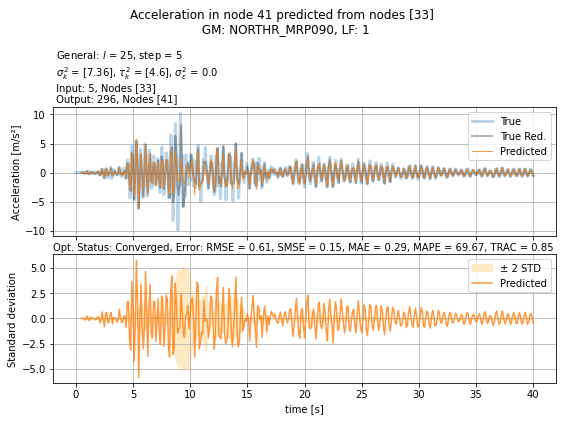 Acceleration in node 41 predicted from nodes [33]
GM: NORTHR_MRP090, LF: 1
General: l = 25, step = 5
σ²ₖ = [7.36], τ²ₖ = [4.6], σ²ε = 0.0
Input: 5, Nodes [33]
Output: 296, Nodes [41]
Acceleration [m/s²]
10
5
0
−5
−10
True
True Red.
Predicted
Opt. Status: Converged, Error: RMSE = 0.61, SMSE = 0.15, MAE = 0.29, MAPE = 69.67, TRAC = 0.85
Standard deviation
5.0
2.5
0.0
−2.5
−5.0
± 2 STD
Predicted
0 5 10 15 20 25 30 35 40
time [s]